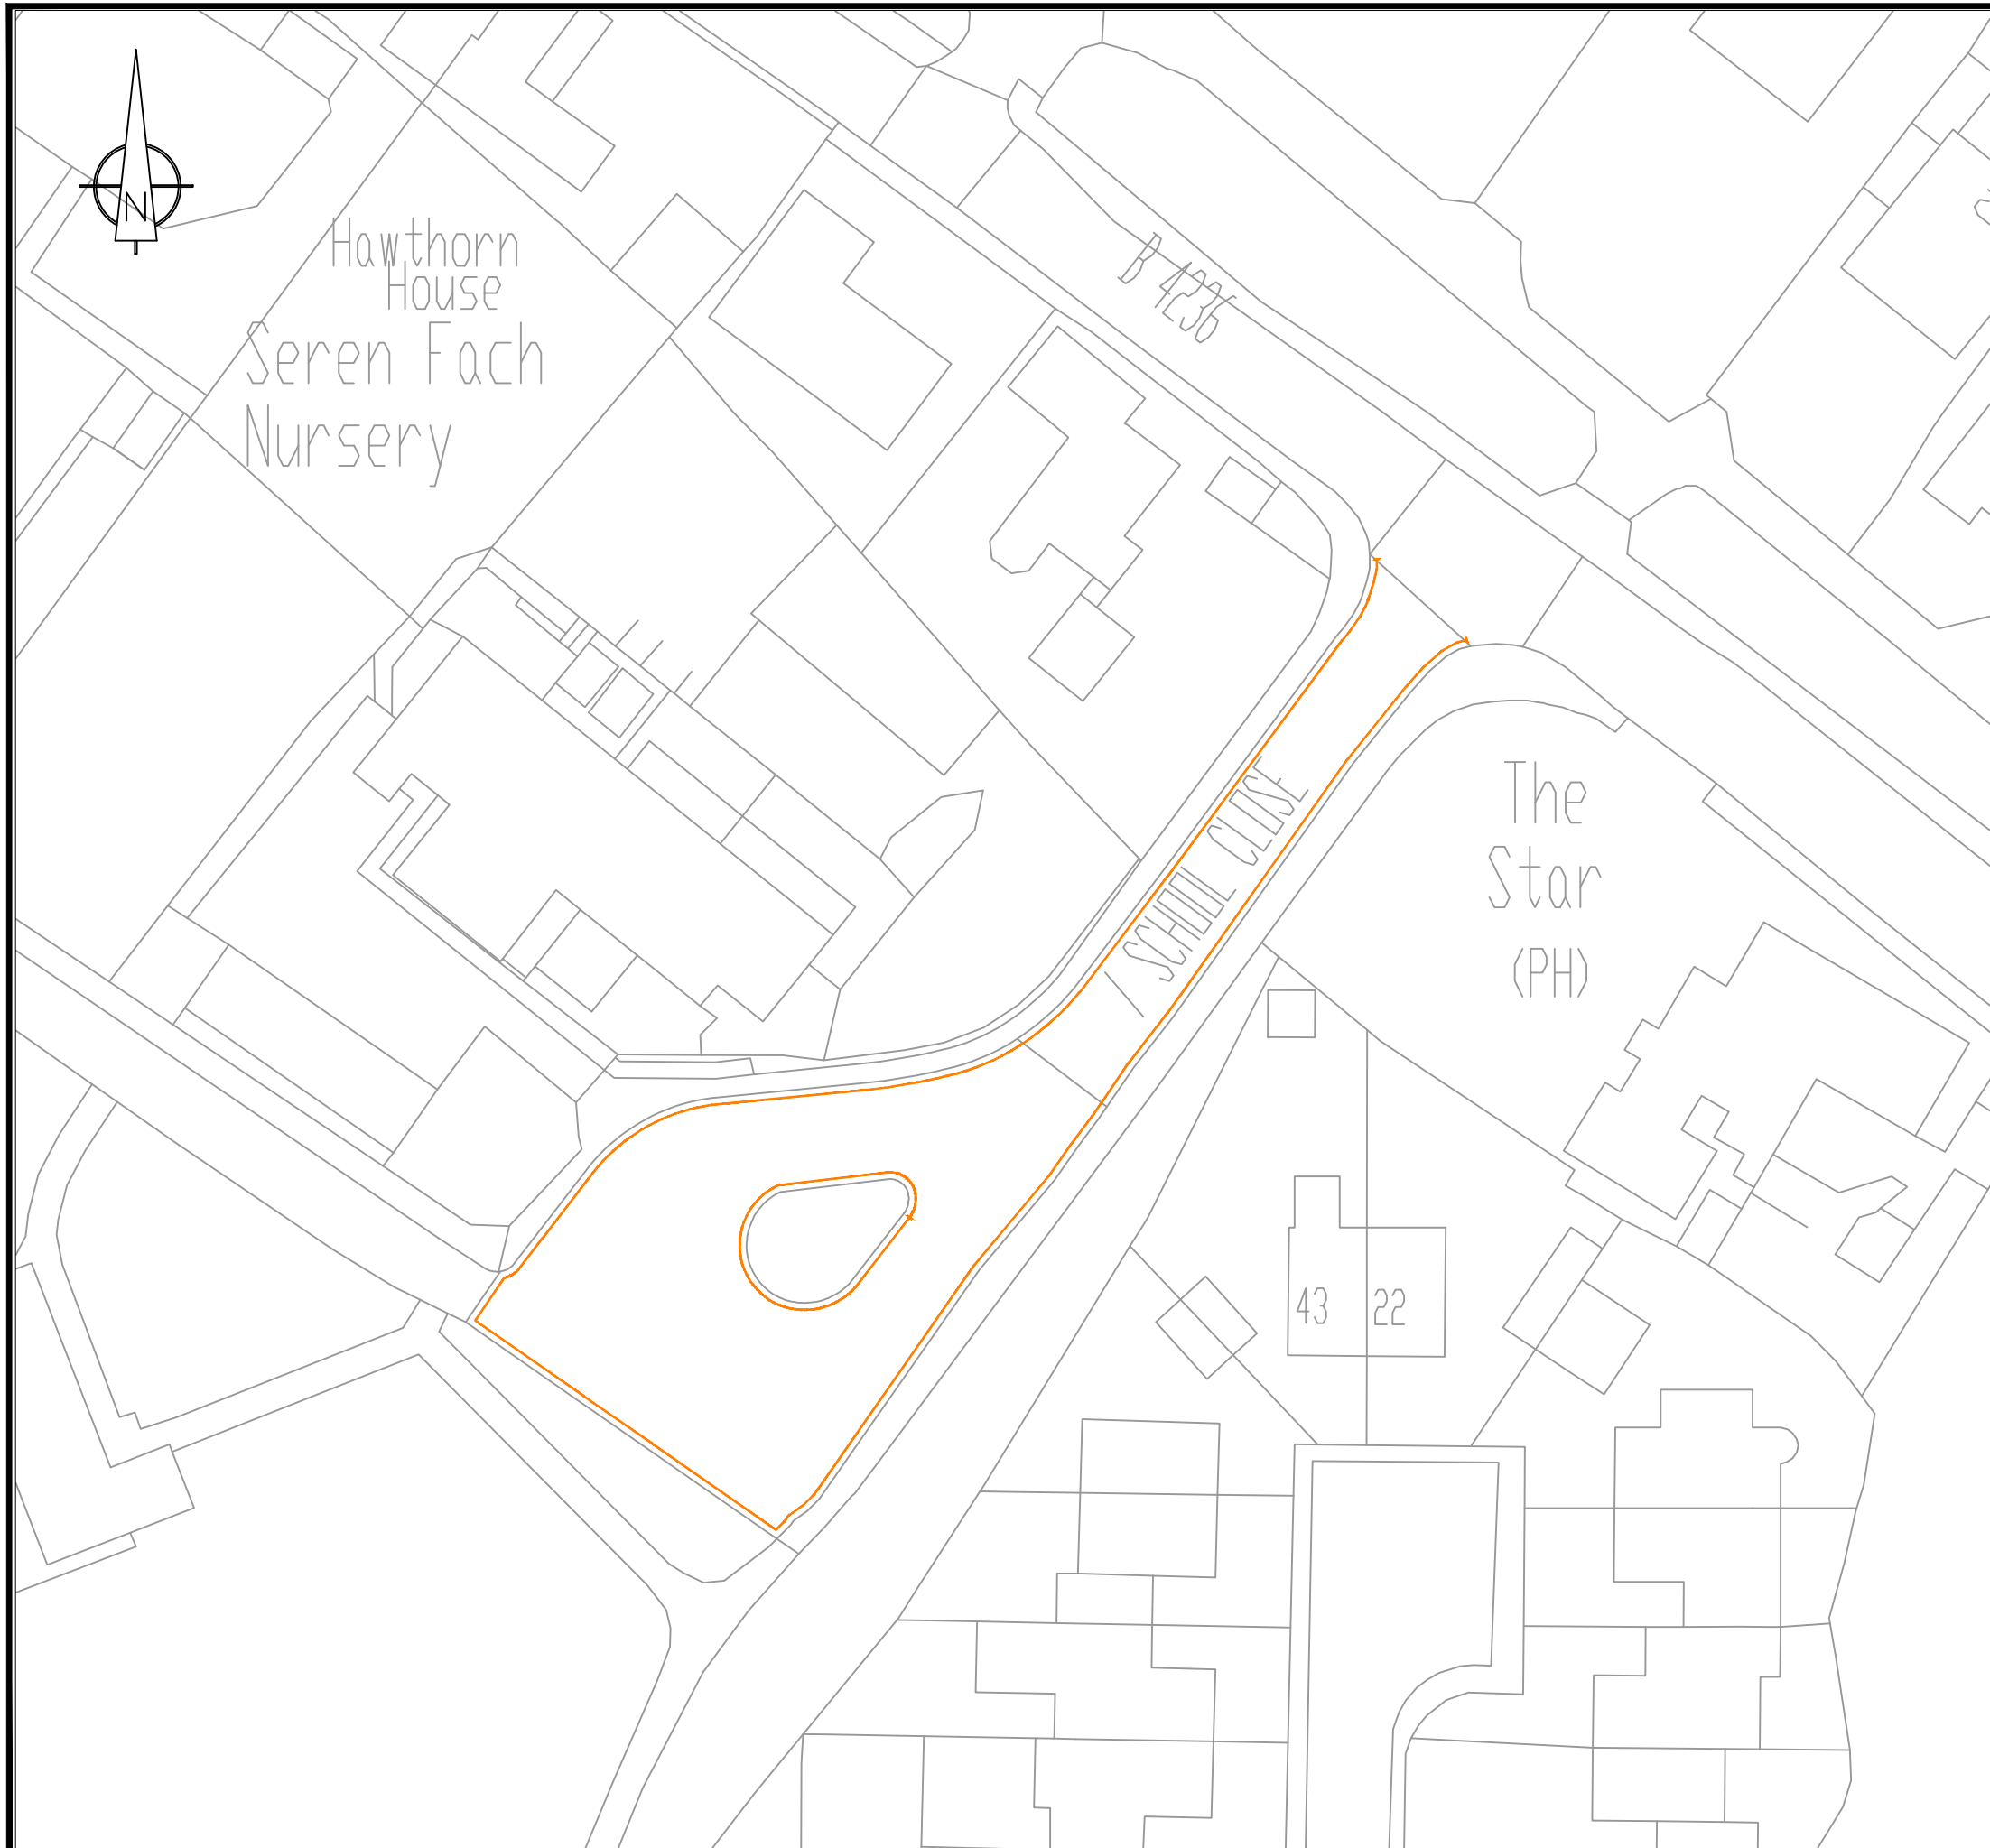 N
Hawthorn
House
Seren Fach
Nursery
B 4236
SCHOOL CLOSE
The
Star
(PH)
43
22